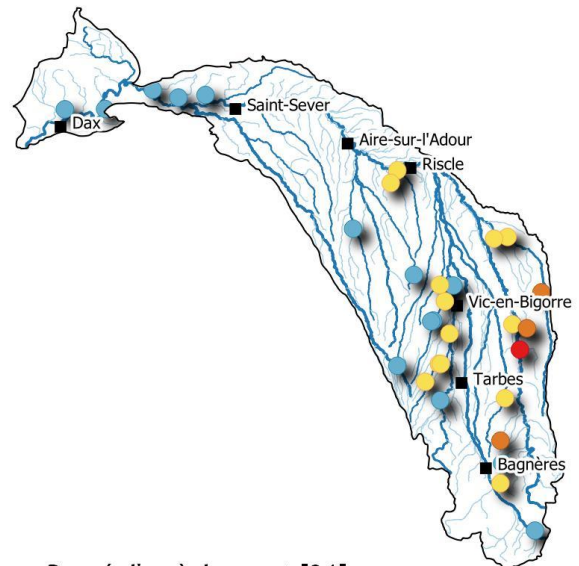 Saint-Sever
Dax
Aire-sur-l'Adour
Riscle
Vic-en-Bigorre
Tarbes
Bagnères